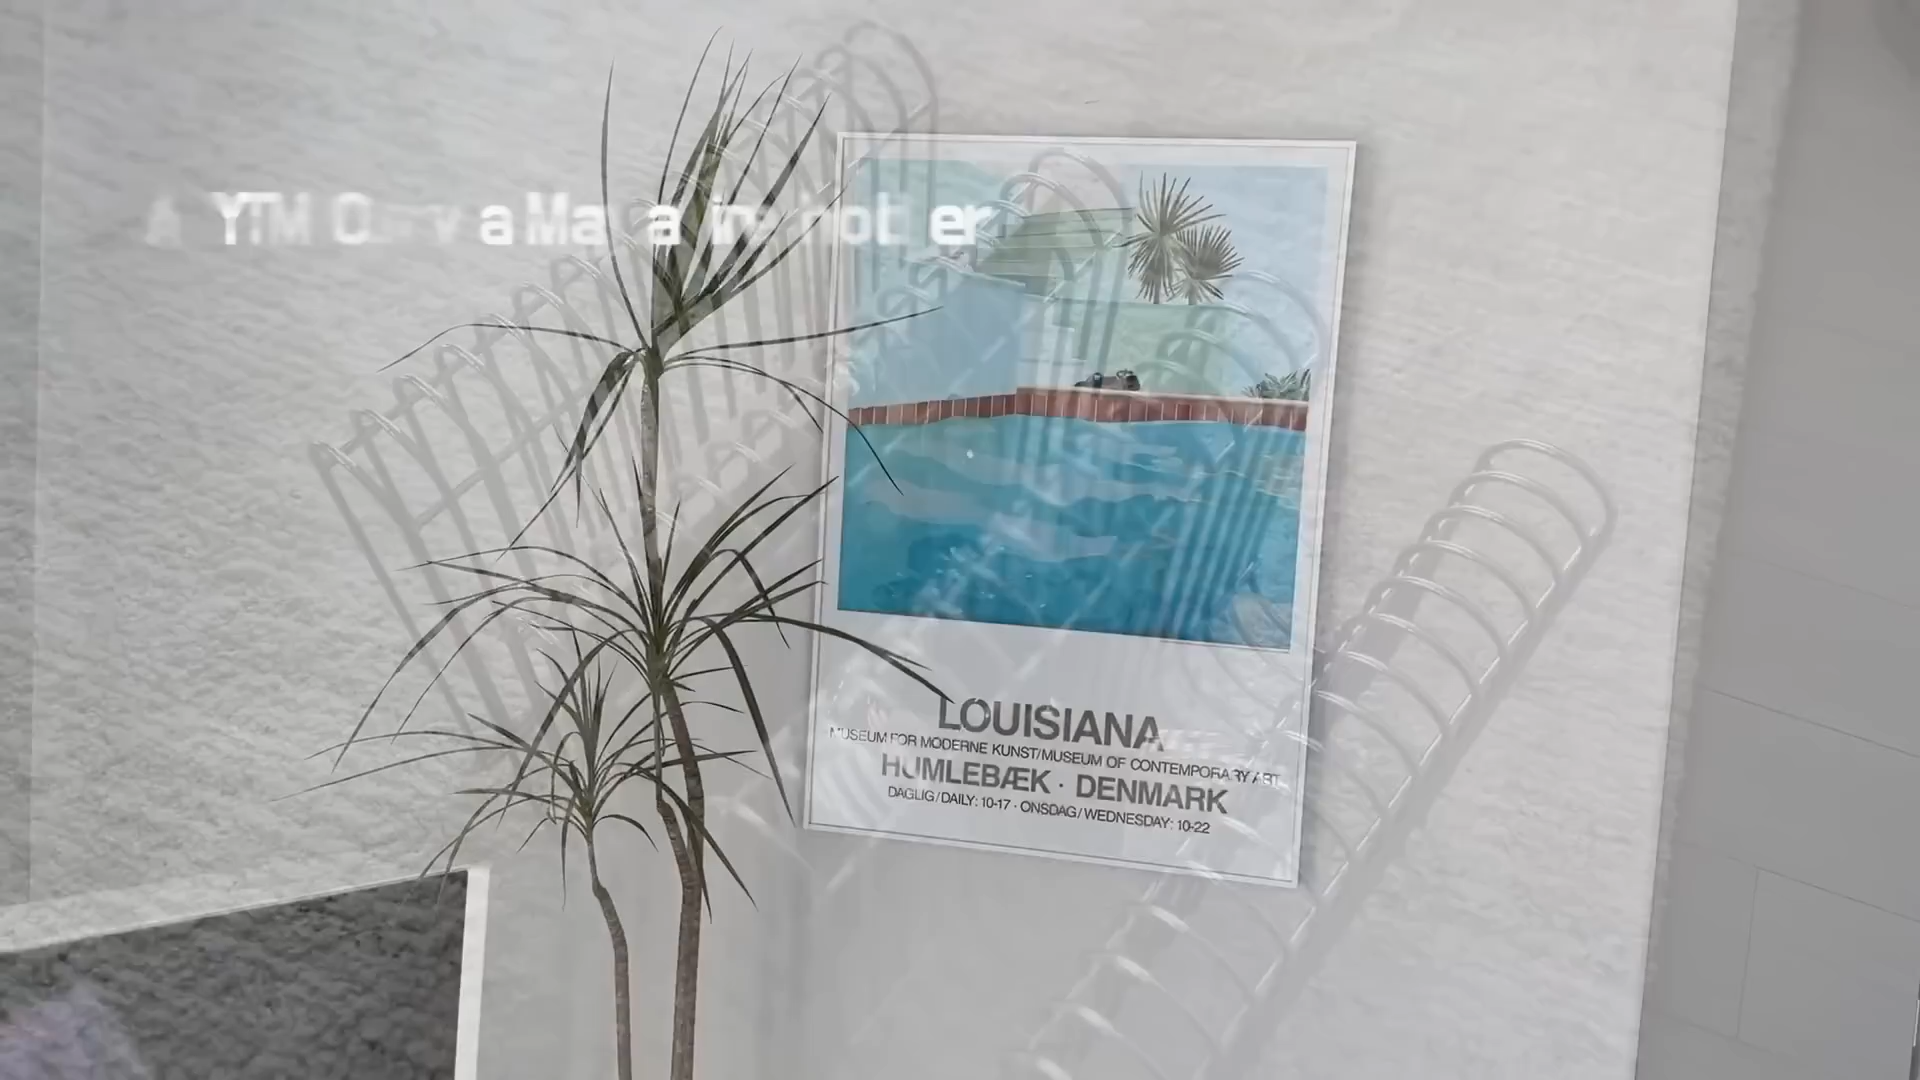 LOUISIANA
MUSEUM FOR MODERNE KUNST/MUSEUM OF CONTEMPORARY ART
HUMLEBÆK · DENMARK
DAGLIG/DAILY: 10-17 · ONSDAG/WEDNESDAY: 10-22